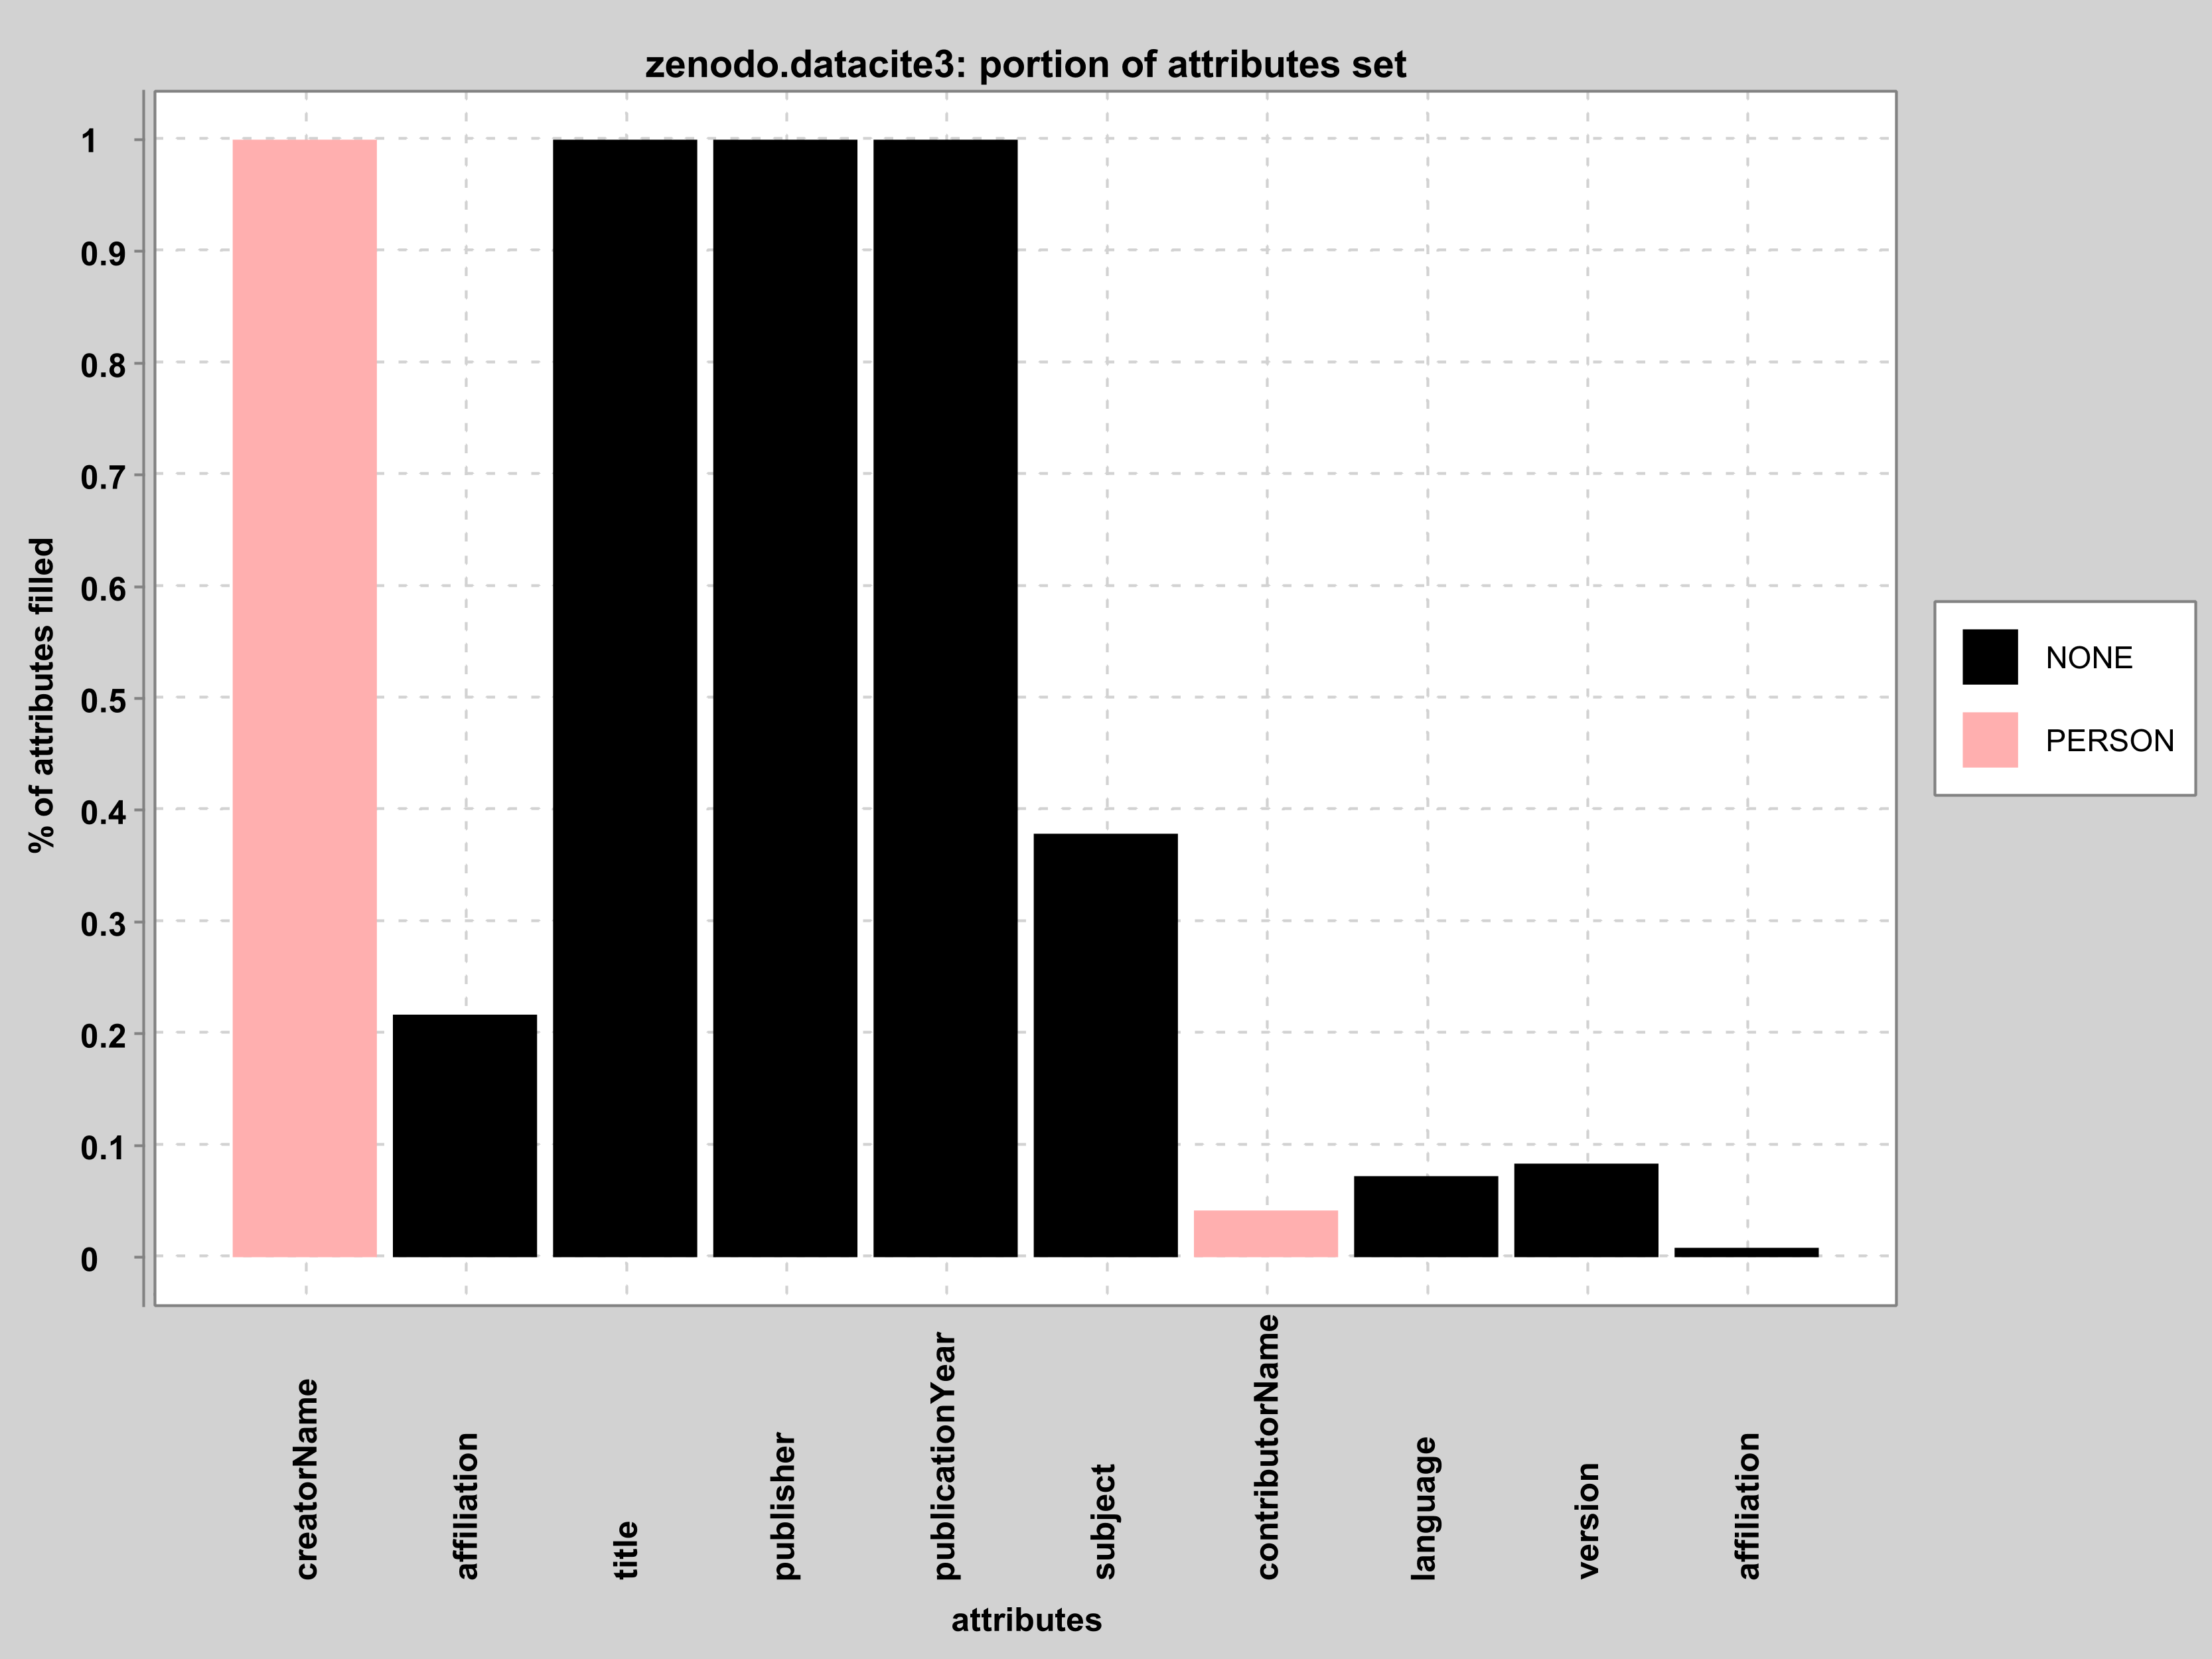 zenodo.datacite3: portion of attributes set
% of attributes filled
1
0.9
0.8
0.7
0.6
0.5
0.4
0.3
0.2
0.1
0
creatorName
affiliation
title
publisher
publicationYear
subject
contributorName
language
version
affiliation
attributes
NONE
PERSON